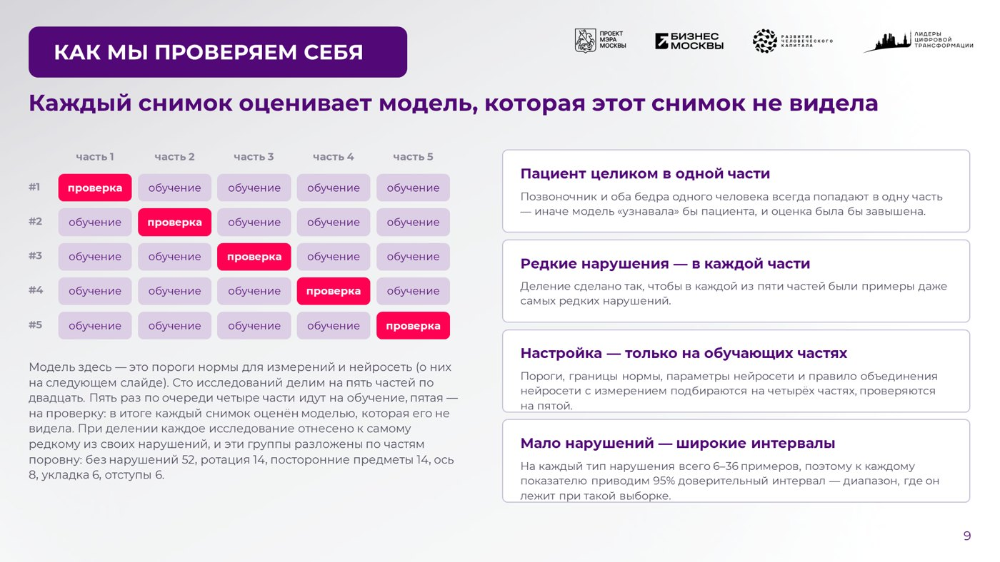 КАК МЫ ПРОВЕРЯЕМ СЕБЯ
ПРОЕКТ
МЭРА
МОСКВЫ
БИЗНЕС
МОСКВЫ
РАЗВИТИЕ
ЧЕЛОВЕЧЕСКОГО
КАПИТАЛА
ЛИДЕРЫ
ЦИФРОВОЙ
ТРАНСФОРМАЦИИ
Каждый снимок оценивает модель, которая этот снимок не видела
часть 1 часть 2 часть 3 часть 4 часть 5
#1 проверка обучение обучение обучение обучение
#2 обучение проверка обучение обучение обучение
#3 обучение обучение проверка обучение обучение
#4 обучение обучение обучение проверка обучение
#5 обучение обучение обучение обучение проверка
Модель здесь — это пороги нормы для измерений и нейросеть (о них
на следующем слайде). Сто исследований делим на пять частей по
двадцать. Пять раз по очереди четыре части идут на обучение, пятая —
на проверку: в итоге каждый снимок оценён моделью, которая его не
видела. При делении каждое исследование отнесено к самому
редкому из своих нарушений, и эти группы разложены по частям
поровну: без нарушений 52, ротация 14, посторонние предметы 14, ось
8, укладка 6, отступы 6.
Пациент целиком в одной части
Позвоночник и оба бедра одного человека всегда попадают в одну часть
— иначе модель «узнавала» бы пациента, и оценка была бы завышена.
Редкие нарушения — в каждой части
Деление сделано так, чтобы в каждой из пяти частей были примеры даже
самых редких нарушений.
Настройка — только на обучающих частях
Пороги, границы нормы, параметры нейросети и правило объединения
нейросети с измерением подбираются на четырёх частях, проверяются
на пятой.
Мало нарушений — широкие интервалы
На каждый тип нарушения всего 6–36 примеров, поэтому к каждому
показателю приводим 95% доверительный интервал — диапазон, где он
лежит при такой выборке.
9